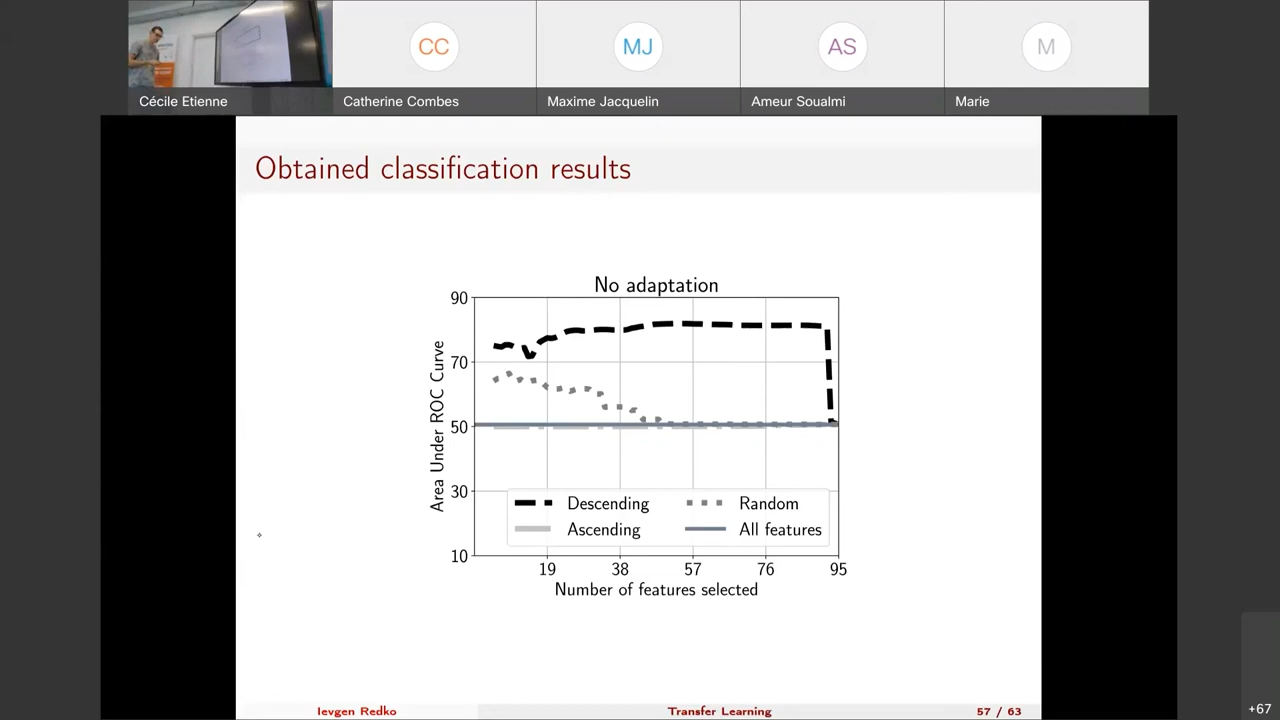 CC
MJ
AS
M
Cécile Etienne
Catherine Combes
Maxime Jacquelin
Ameur Soualmi
Marie
Obtained classification results
No adaptation
90
70
50
30
10
Area Under ROC Curve
Descending
Random
Ascending
All features
19 38 57 76 95
Number of features selected
Ievgen Redko
Transfer Learning
57 / 63
+67